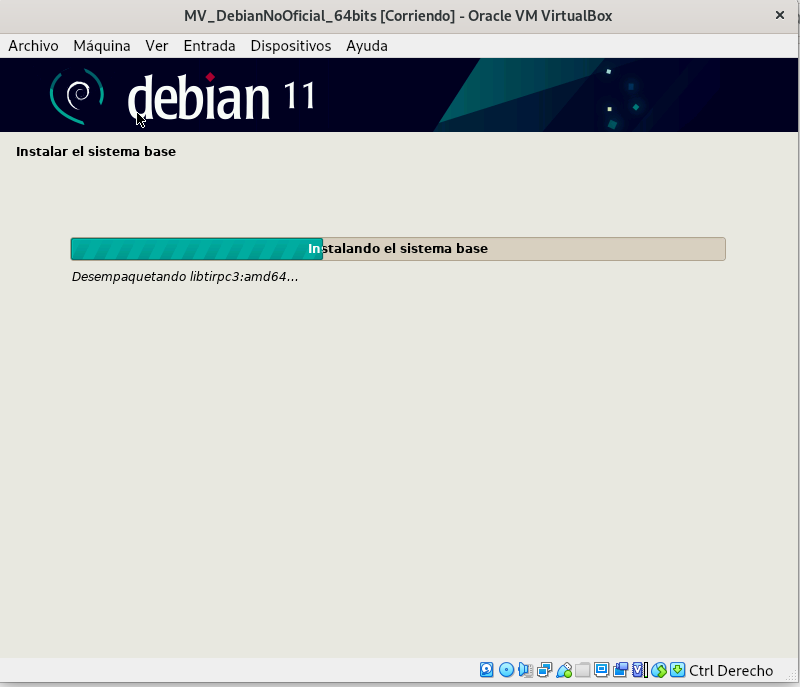 MV_DebianNoOficial_64bits [Corriendo] - Oracle VM VirtualBox
Archivo Máquina Ver Entrada Dispositivos Ayuda
debian 11
Instalar el sistema base
Instalando el sistema base
Desempaquetando libtirpc3:amd64...
Ctrl Derecho